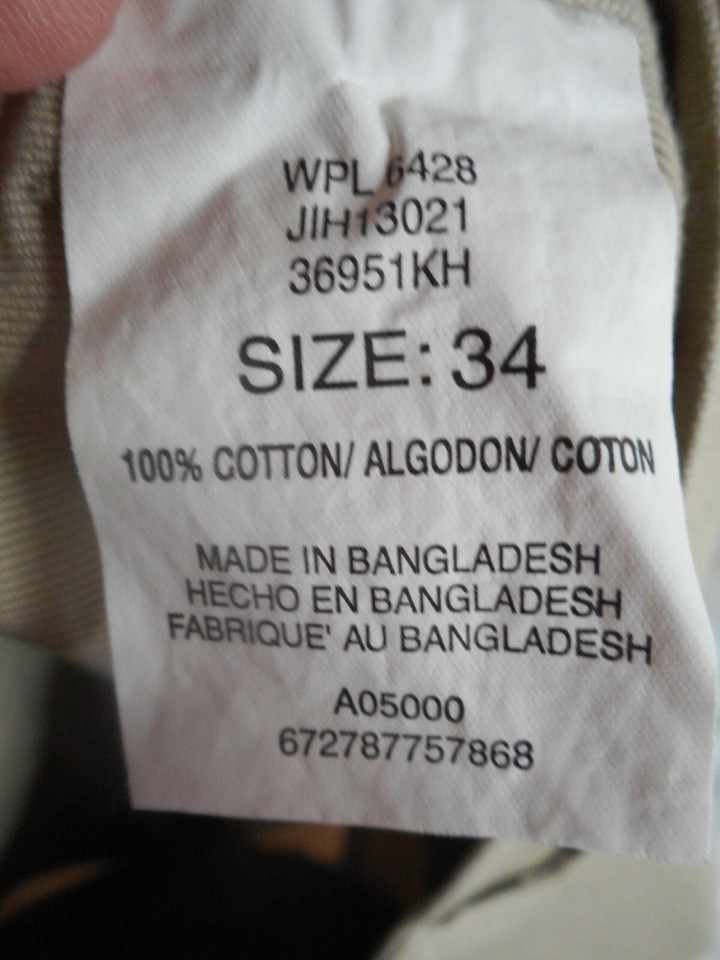 WPL 6428
JIH13021
36951KH
SIZE: 34
100% COTTON/ ALGODON/ COTON
MADE IN BANGLADESH
HECHO EN BANGLADESH
FABRIQUE' AU BANGLADESH
A05000
672787757868